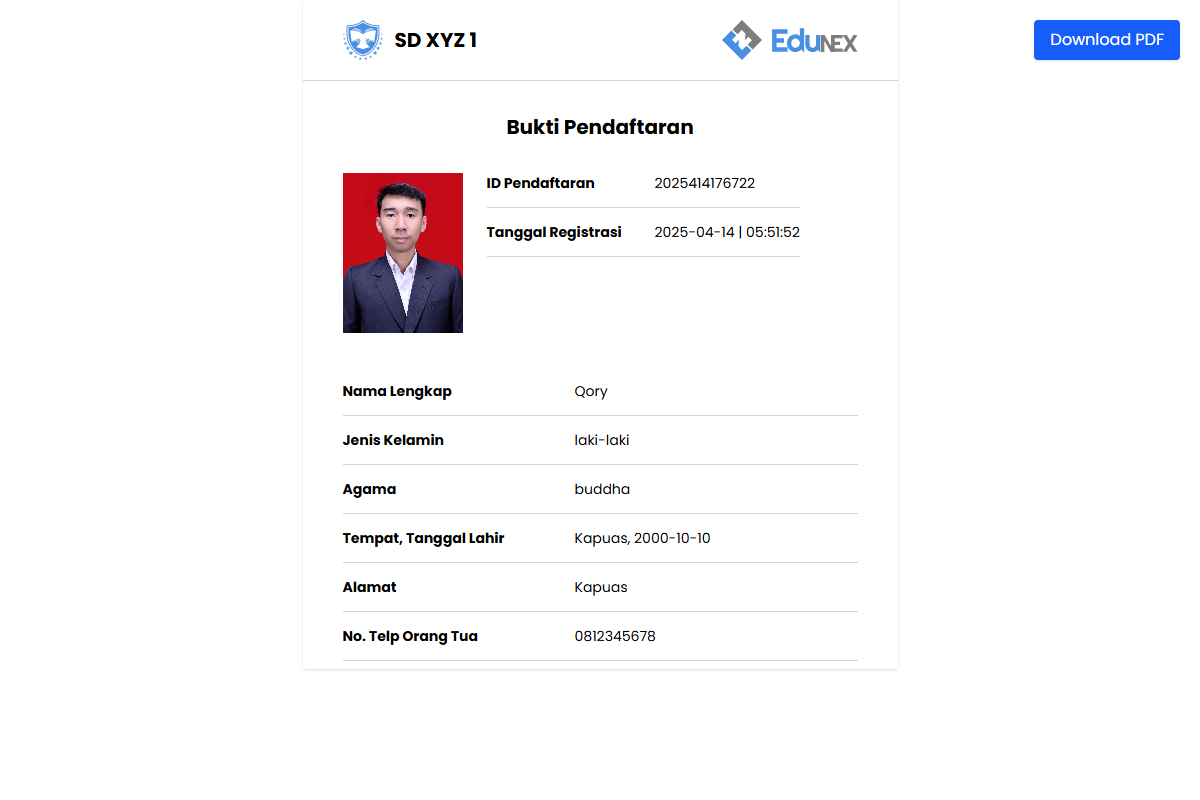 SD XYZ 1
EduNEX
Download PDF
Bukti Pendaftaran
ID Pendaftaran 2025414176722
Tanggal Registrasi 2025-04-14 | 05:51:52
Nama Lengkap Qory
Jenis Kelamin laki-laki
Agama buddha
Tempat, Tanggal Lahir Kapuas, 2000-10-10
Alamat Kapuas
No. Telp Orang Tua 0812345678